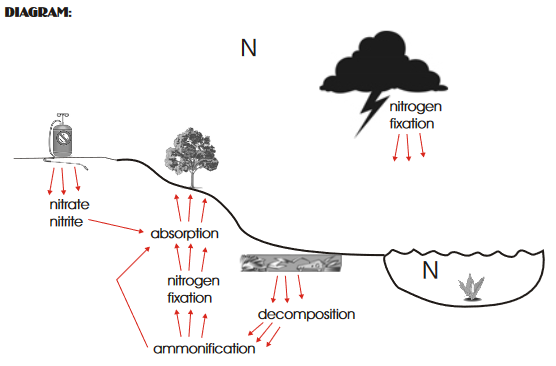 DIAGRAM:
N
nitrogen
fixation
nitrate
nitrite
absorption
N
nitrogen
fixation
decomposition
ammonification